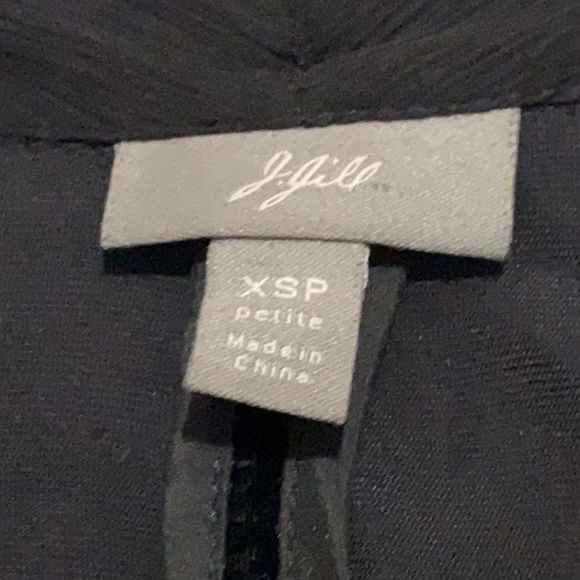 J.Jill
XSP
petite
Made in
China